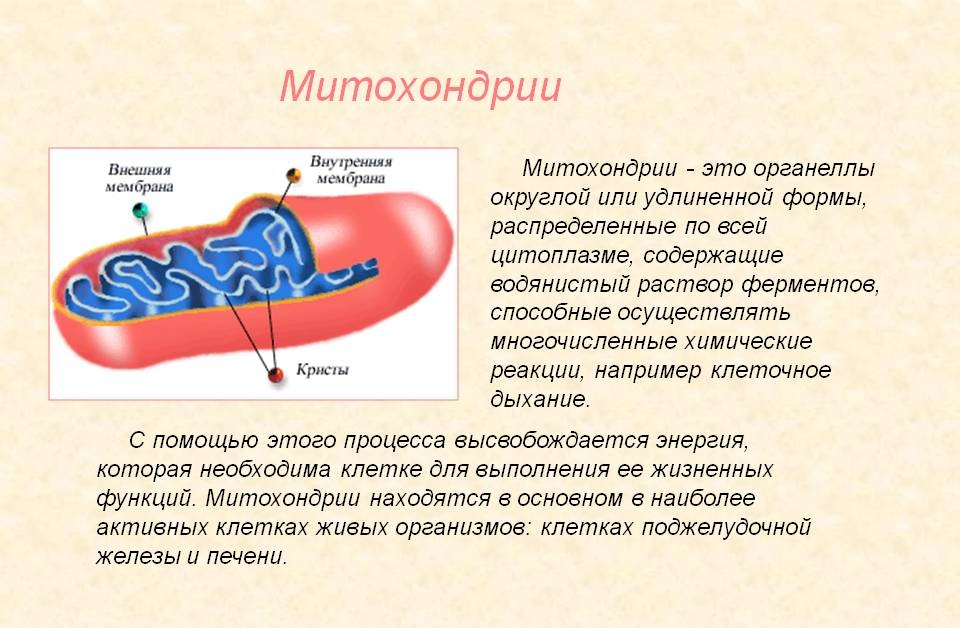 Митохондрии
Внешняя
мембрана
Внутренняя
мембрана
Кристы
Митохондрии - это органеллы
округлой или удлиненной формы,
распределенные по всей
цитоплазме, содержащие
водянистый раствор ферментов,
способные осуществлять
многочисленные химические
реакции, например клеточное
дыхание.
С помощью этого процесса высвобождается энергия,
которая необходима клетке для выполнения ее жизненных
функций. Митохондрии находятся в основном в наиболее
активных клетках живых организмов: клетках поджелудочной
железы и печени.